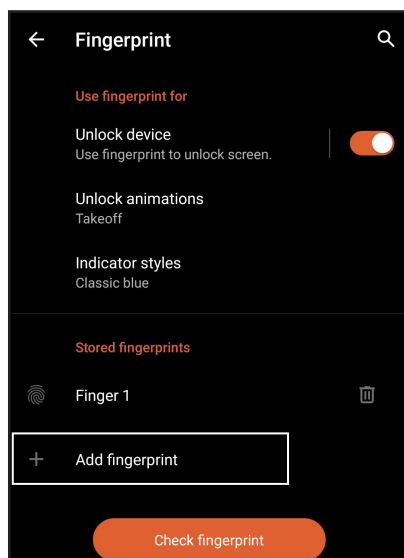 Fingerprint
Use fingerprint for
Unlock device
Use fingerprint to unlock screen.
Unlock animations
Takeoff
Indicator styles
Classic blue
Stored fingerprints
Finger 1
Add fingerprint
Check fingerprint